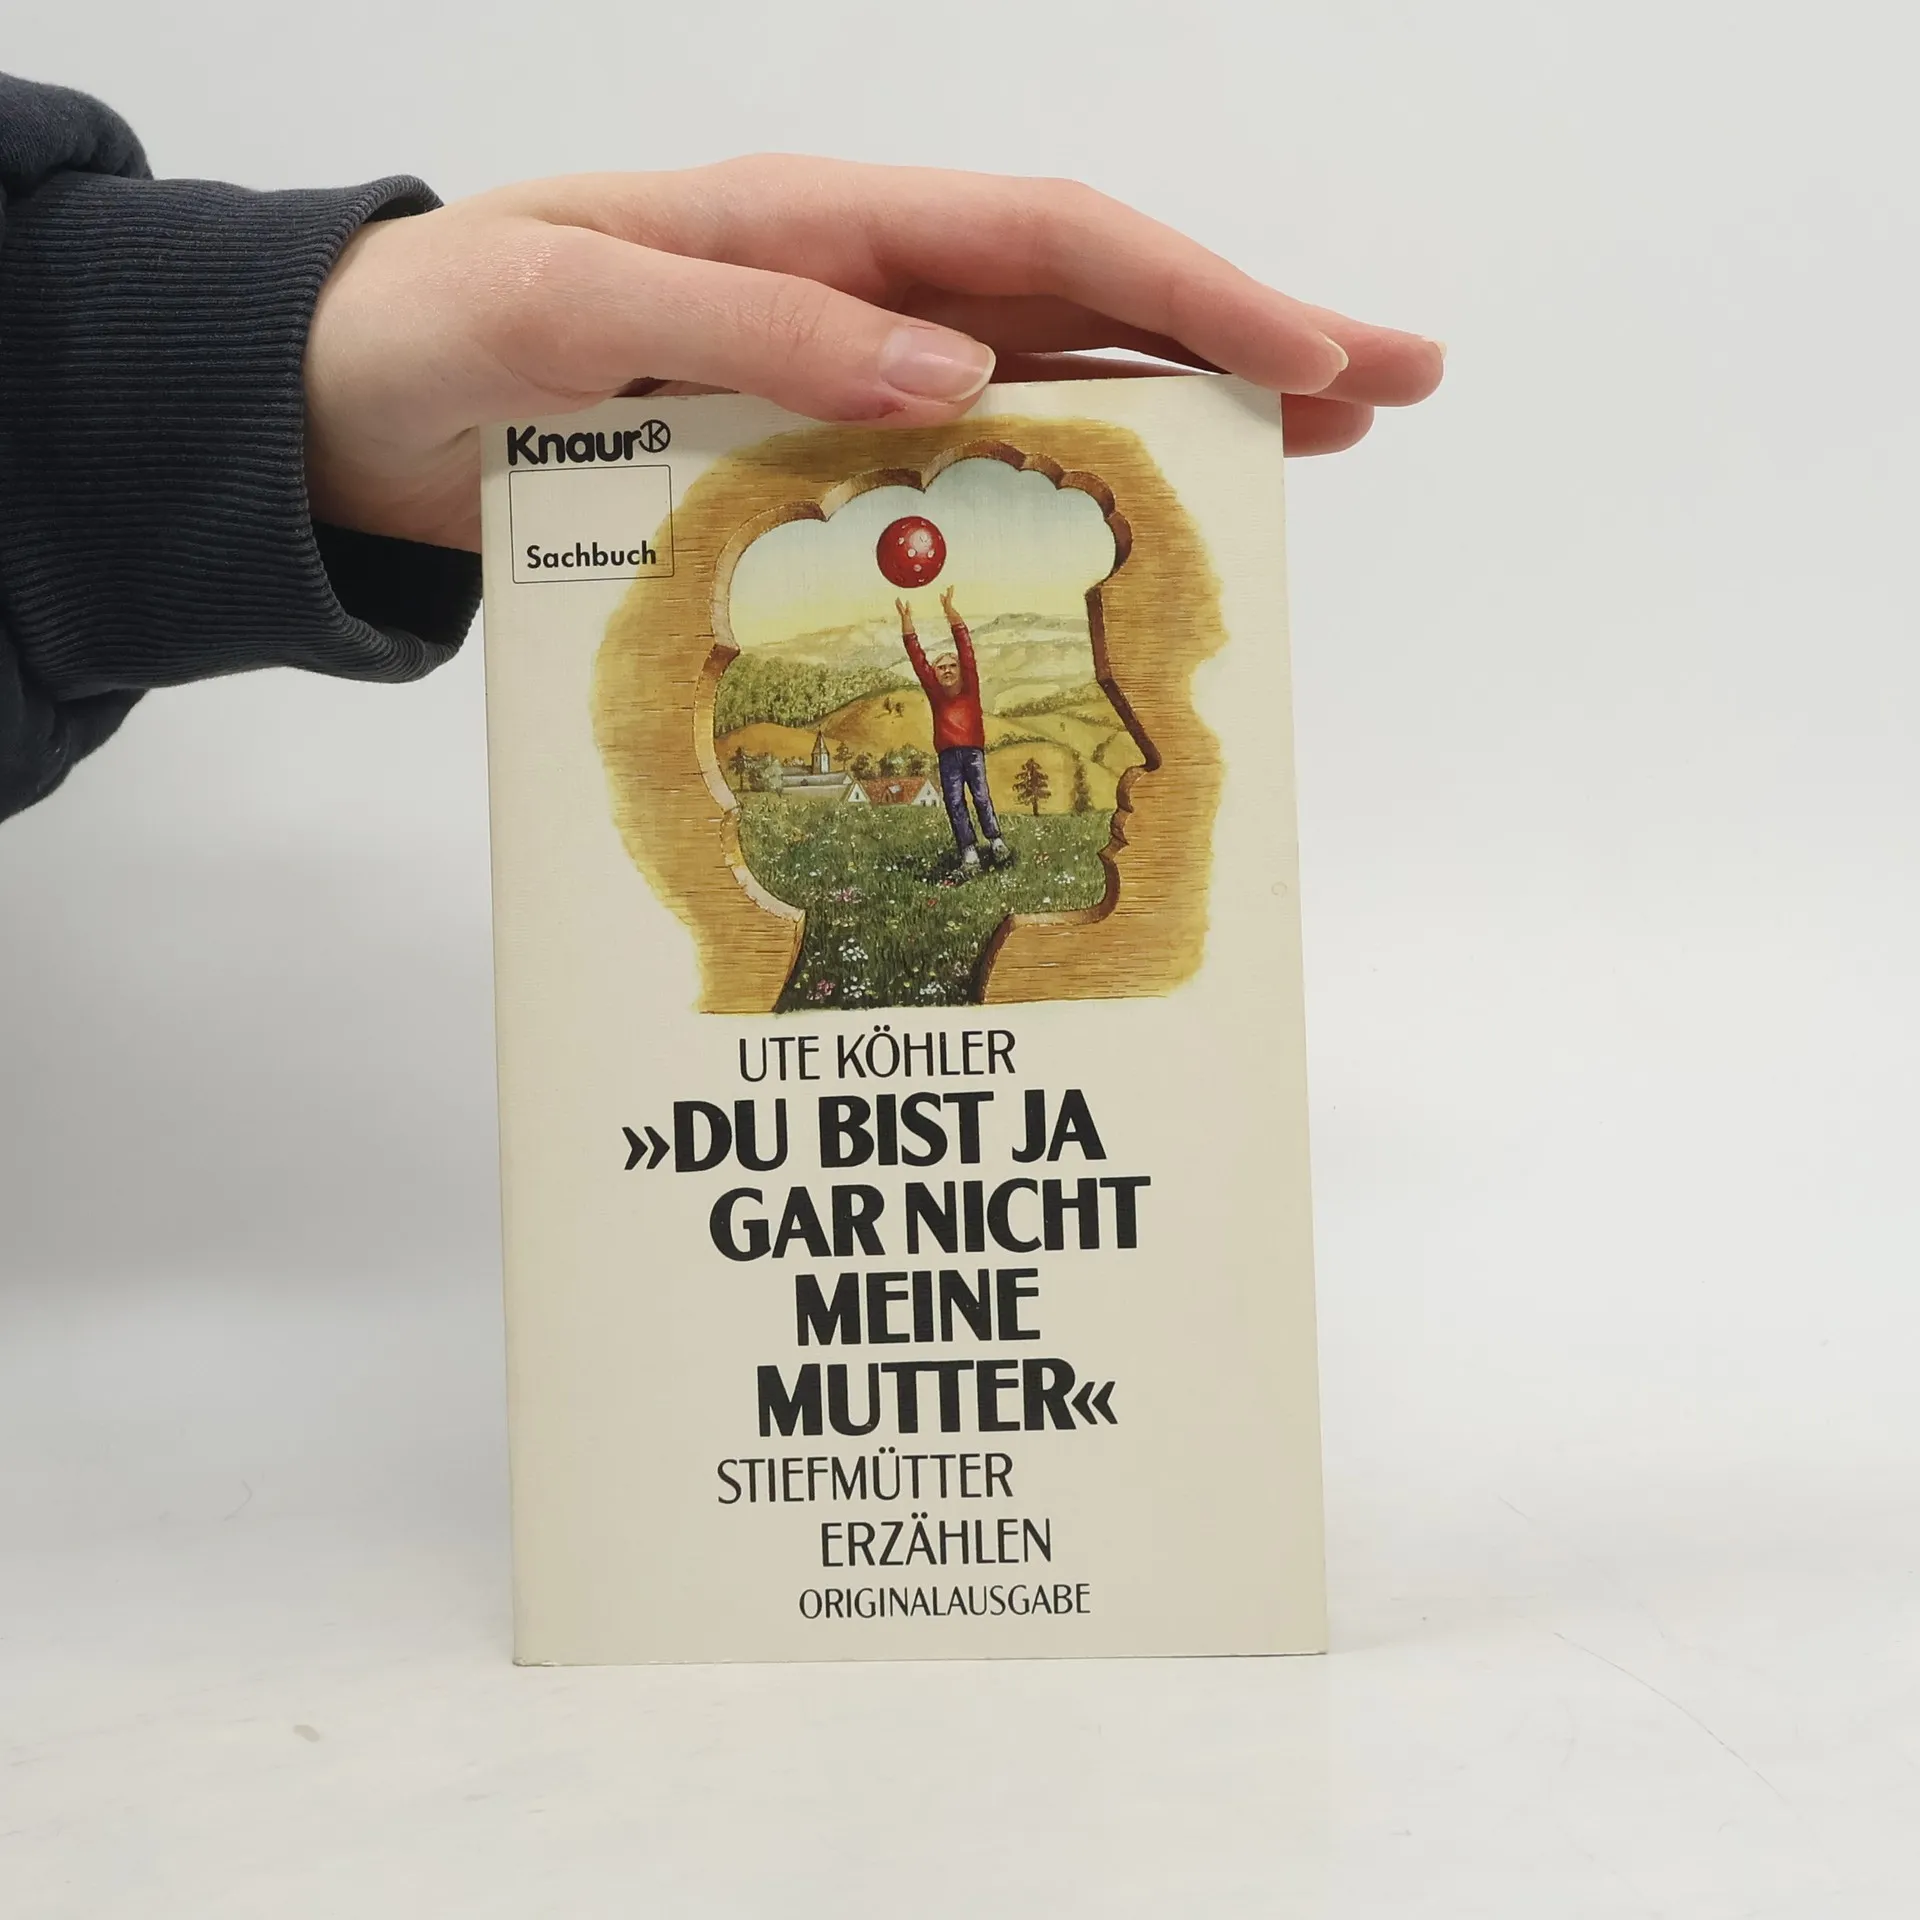 Knaur
Sachbuch
UTE KÖHLER
»DU BIST JA
GAR NICHT
MEINE
MUTTER«
STIEFMÜTTER
ERZÄHLEN
ORIGINALAUSGABE